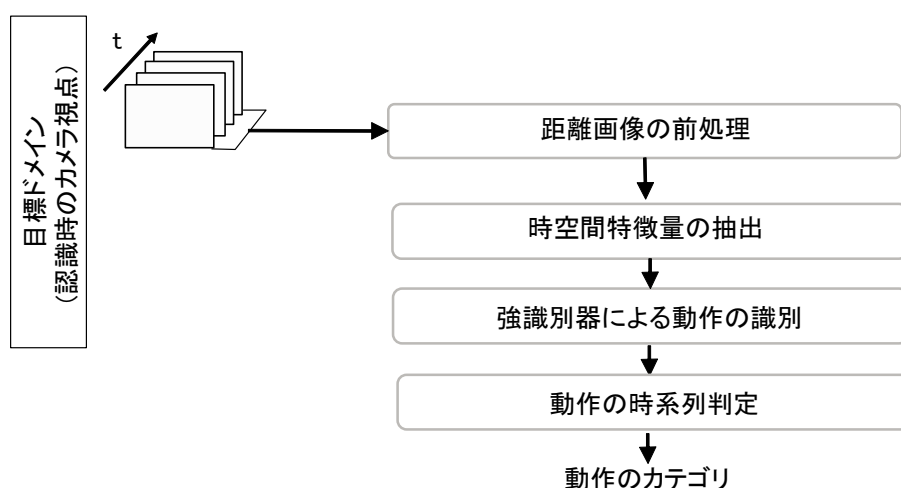 目標ドメイン
(認識時のカメラ視点)
t
距離画像の前処理
時空間特徴量の抽出
強識別器による動作の識別
動作の時系列判定
動作のカテゴリ